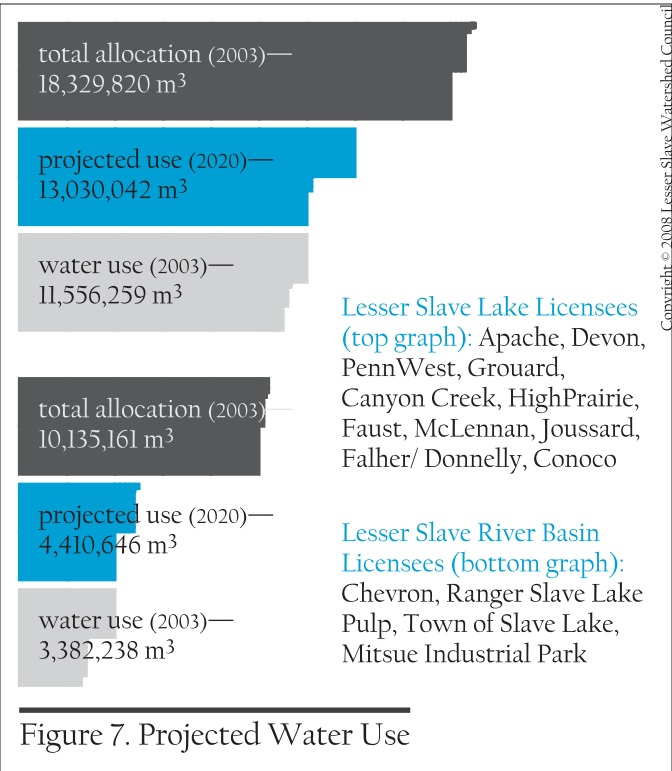 total allocation (2003)—
18,329,820 m³
projected use (2020)—
13,030,042 m³
water use (2003)—
11,556,259 m³
total allocation (2003)—
10,135,161 m³
projected use (2020)—
4,410,646 m³
water use (2003)—
3,382,238 m³
Lesser Slave Lake Licensees
(top graph): Apache, Devon,
PennWest, Grouard,
Canyon Creek, HighPrairie,
Faust, McLennan, Joussard,
Falher/ Donnelly, Conoco
Lesser Slave River Basin
Licensees (bottom graph):
Chevron, Ranger Slave Lake
Pulp, Town of Slave Lake,
Mitsue Industrial Park
Figure 7. Projected Water Use
Copyright © 2008 Lesser Slave Watershed Council